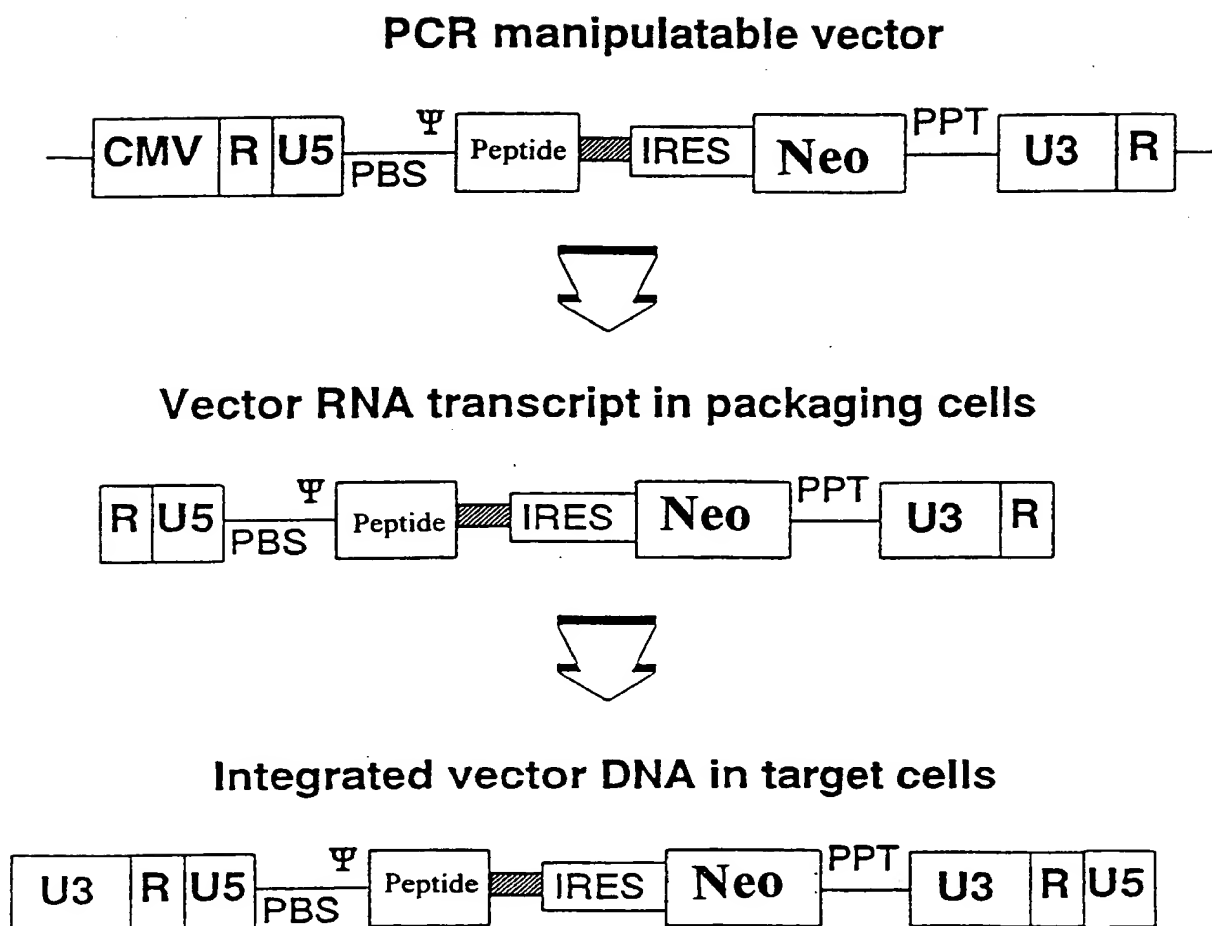 PCR manipulatable vector
CMV R U5 PBS Ψ Peptide IRES Neo PPT U3 R
Vector RNA transcript in packaging cells
R U5 PBS Ψ Peptide IRES Neo PPT U3 R
Integrated vector DNA in target cells
U3 R U5 PBS Ψ Peptide IRES Neo PPT U3 R U5